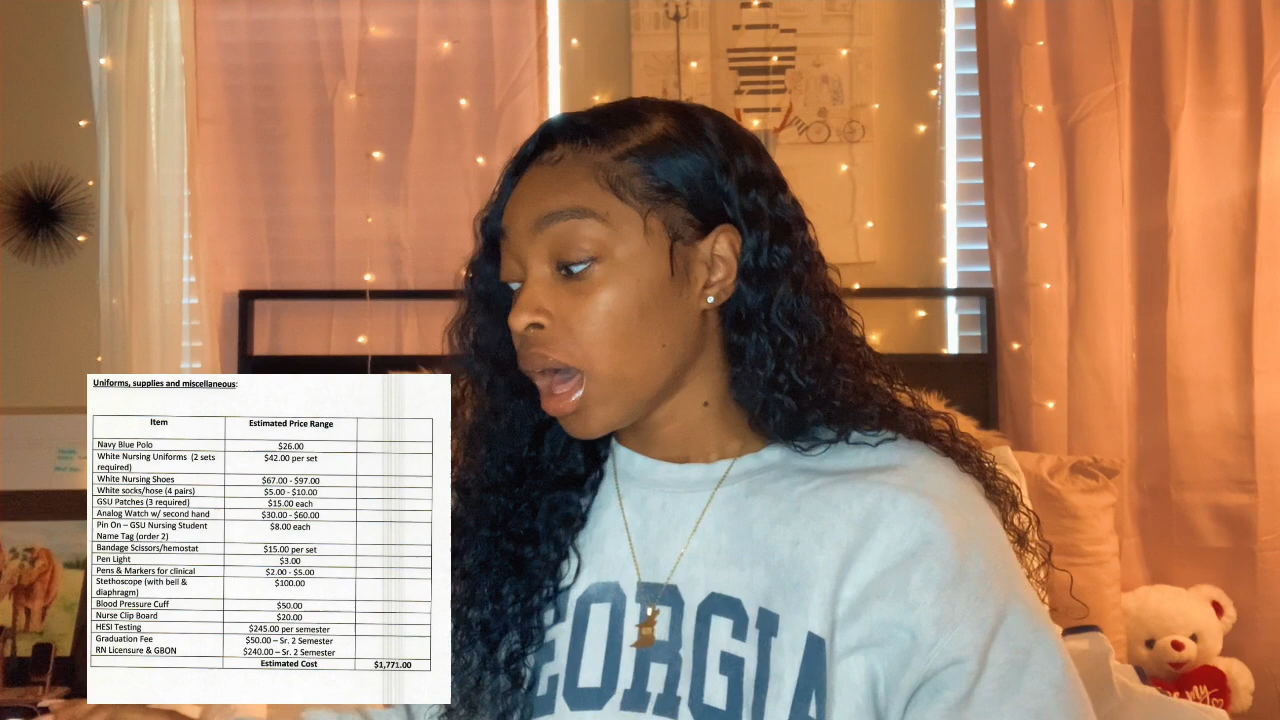 Uniforms, supplies and miscellaneous:
Item Estimated Price Range
Navy Blue Polo $26.00
White Nursing Uniforms (2 sets required) $42.00 per set
White Nursing Shoes $67.00 - $97.00
White socks/hose (4 pairs) $5.00 - $10.00
GSU Patches (3 required) $15.00 each
Analog Watch w/ second hand $30.00 - $60.00
Pin On – GSU Nursing Student Name Tag (order 2) $8.00 each
Bandage Scissors/hemostat $15.00 per set
Pen Light $3.00
Pens & Markers for clinical $2.00 - $5.00
Stethoscope (with bell & diaphragm) $100.00
Blood Pressure Cuff $50.00
Nurse Clip Board $20.00
HESI Testing $245.00 per semester
Graduation Fee $50.00 – Sr. 2 Semester
RN Licensure & GBON $240.00 – Sr. 2 Semester
Estimated Cost $1,771.00
EORGIA